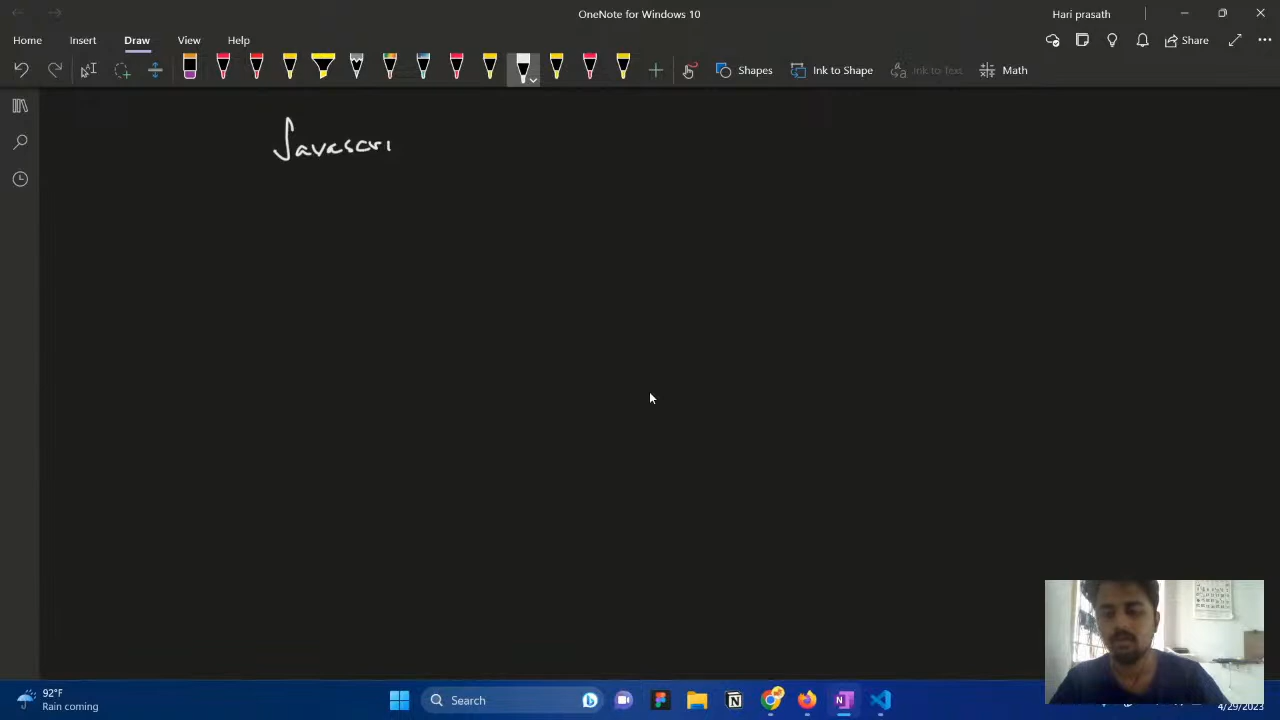 OneNote for Windows 10
Hari prasath
Home
Insert
Draw
View
Help
Share
Shapes
Ink to Shape
Ink to Text
Math
Javascri
92°F
Rain coming
Search